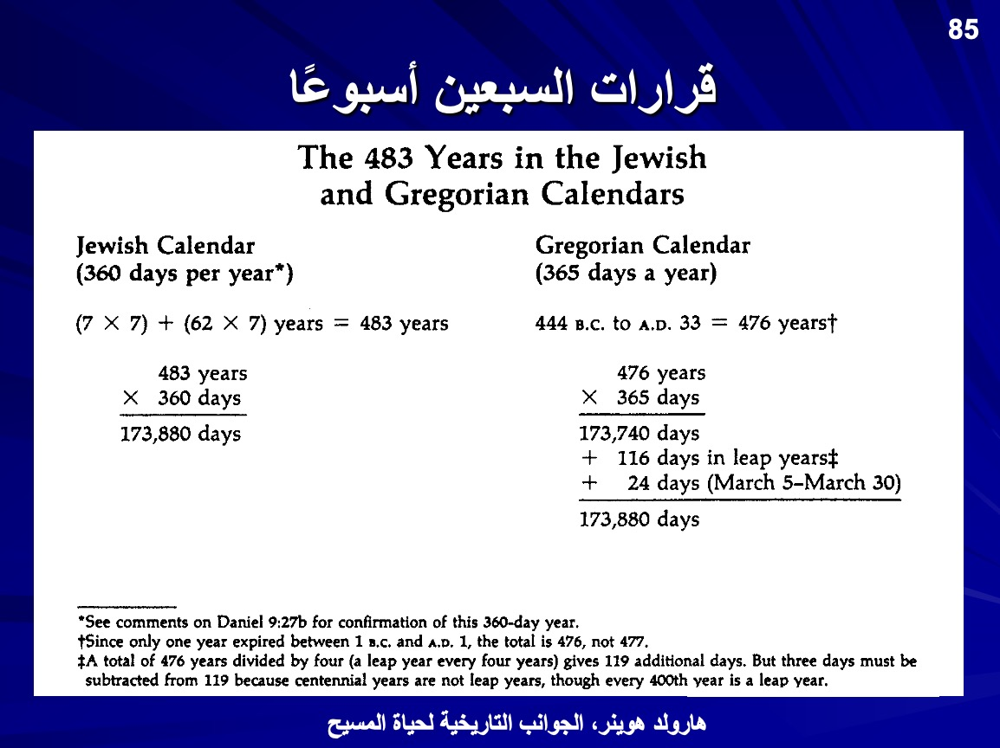 85
قرارات السبعين أسبوعًا
The 483 Years in the Jewish
and Gregorian Calendars
Jewish Calendar
(360 days per year*)
(7 × 7) + (62 × 7) years = 483 years
483 years
× 360 days
173,880 days
Gregorian Calendar
(365 days a year)
444 B.C. to A.D. 33 = 476 years†
476 years
× 365 days
173,740 days
+ 116 days in leap years‡
+ 24 days (March 5–March 30)
173,880 days
*See comments on Daniel 9:27b for confirmation of this 360-day year.
†Since only one year expired between 1 B.C. and A.D. 1, the total is 476, not 477.
‡A total of 476 years divided by four (a leap year every four years) gives 119 additional days. But three days must be
subtracted from 119 because centennial years are not leap years, though every 400th year is a leap year.
هارولد هوينر، الجوانب التاريخية لحياة المسيح